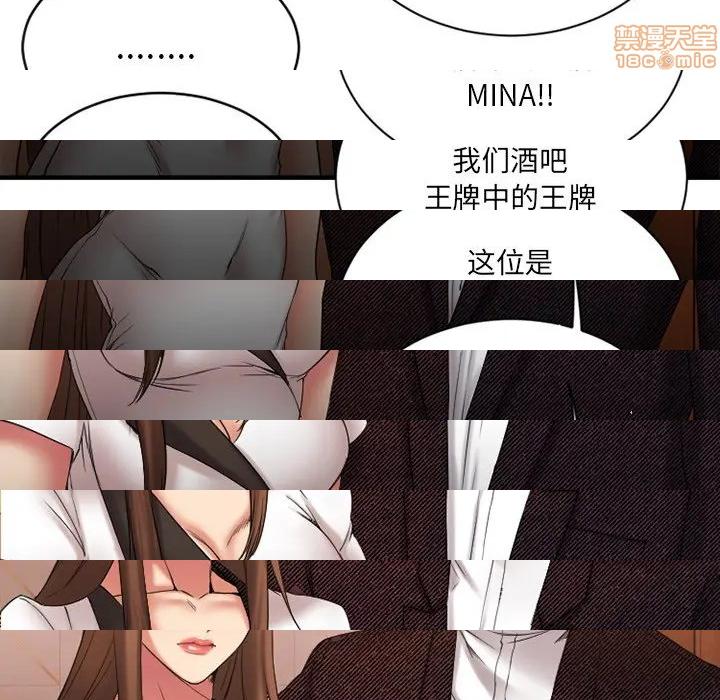 禁漫天堂
18comic
.........
MINA!!
我们酒吧
王牌中的王牌
这位是